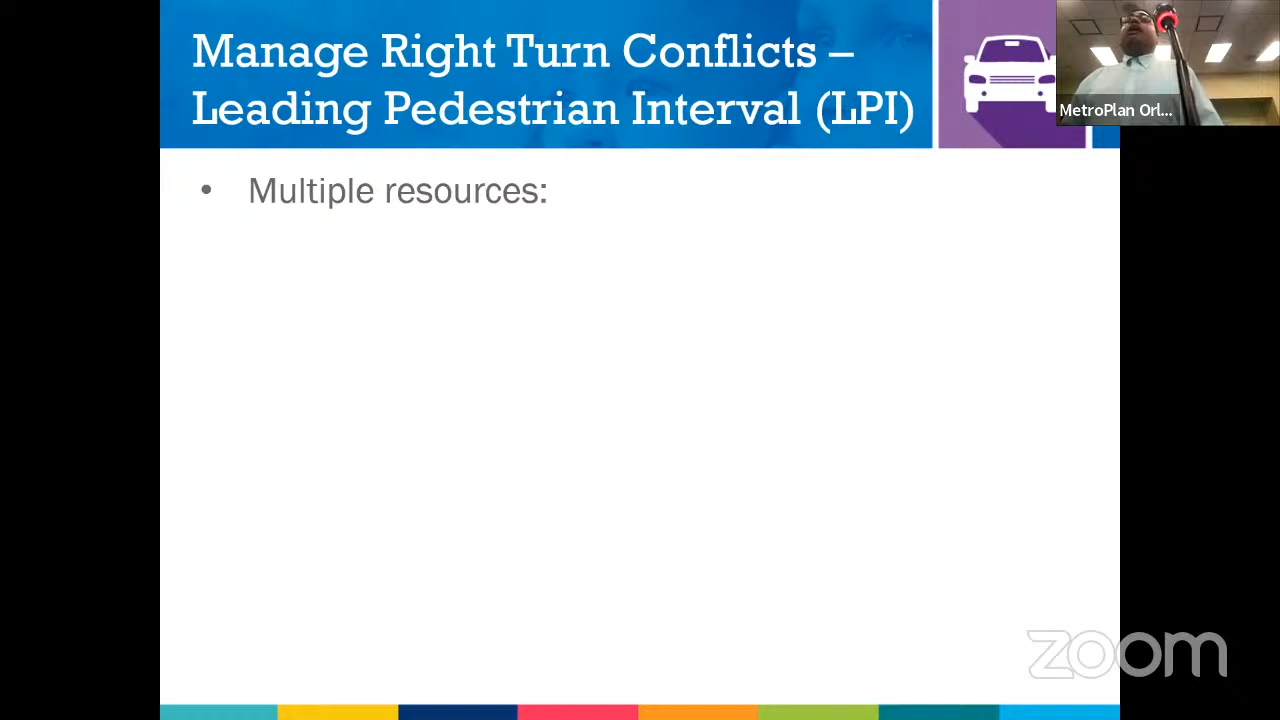 Manage Right Turn Conflicts –
Leading Pedestrian Interval (LPI)
MetroPlan Orl...
• Multiple resources:
zoom